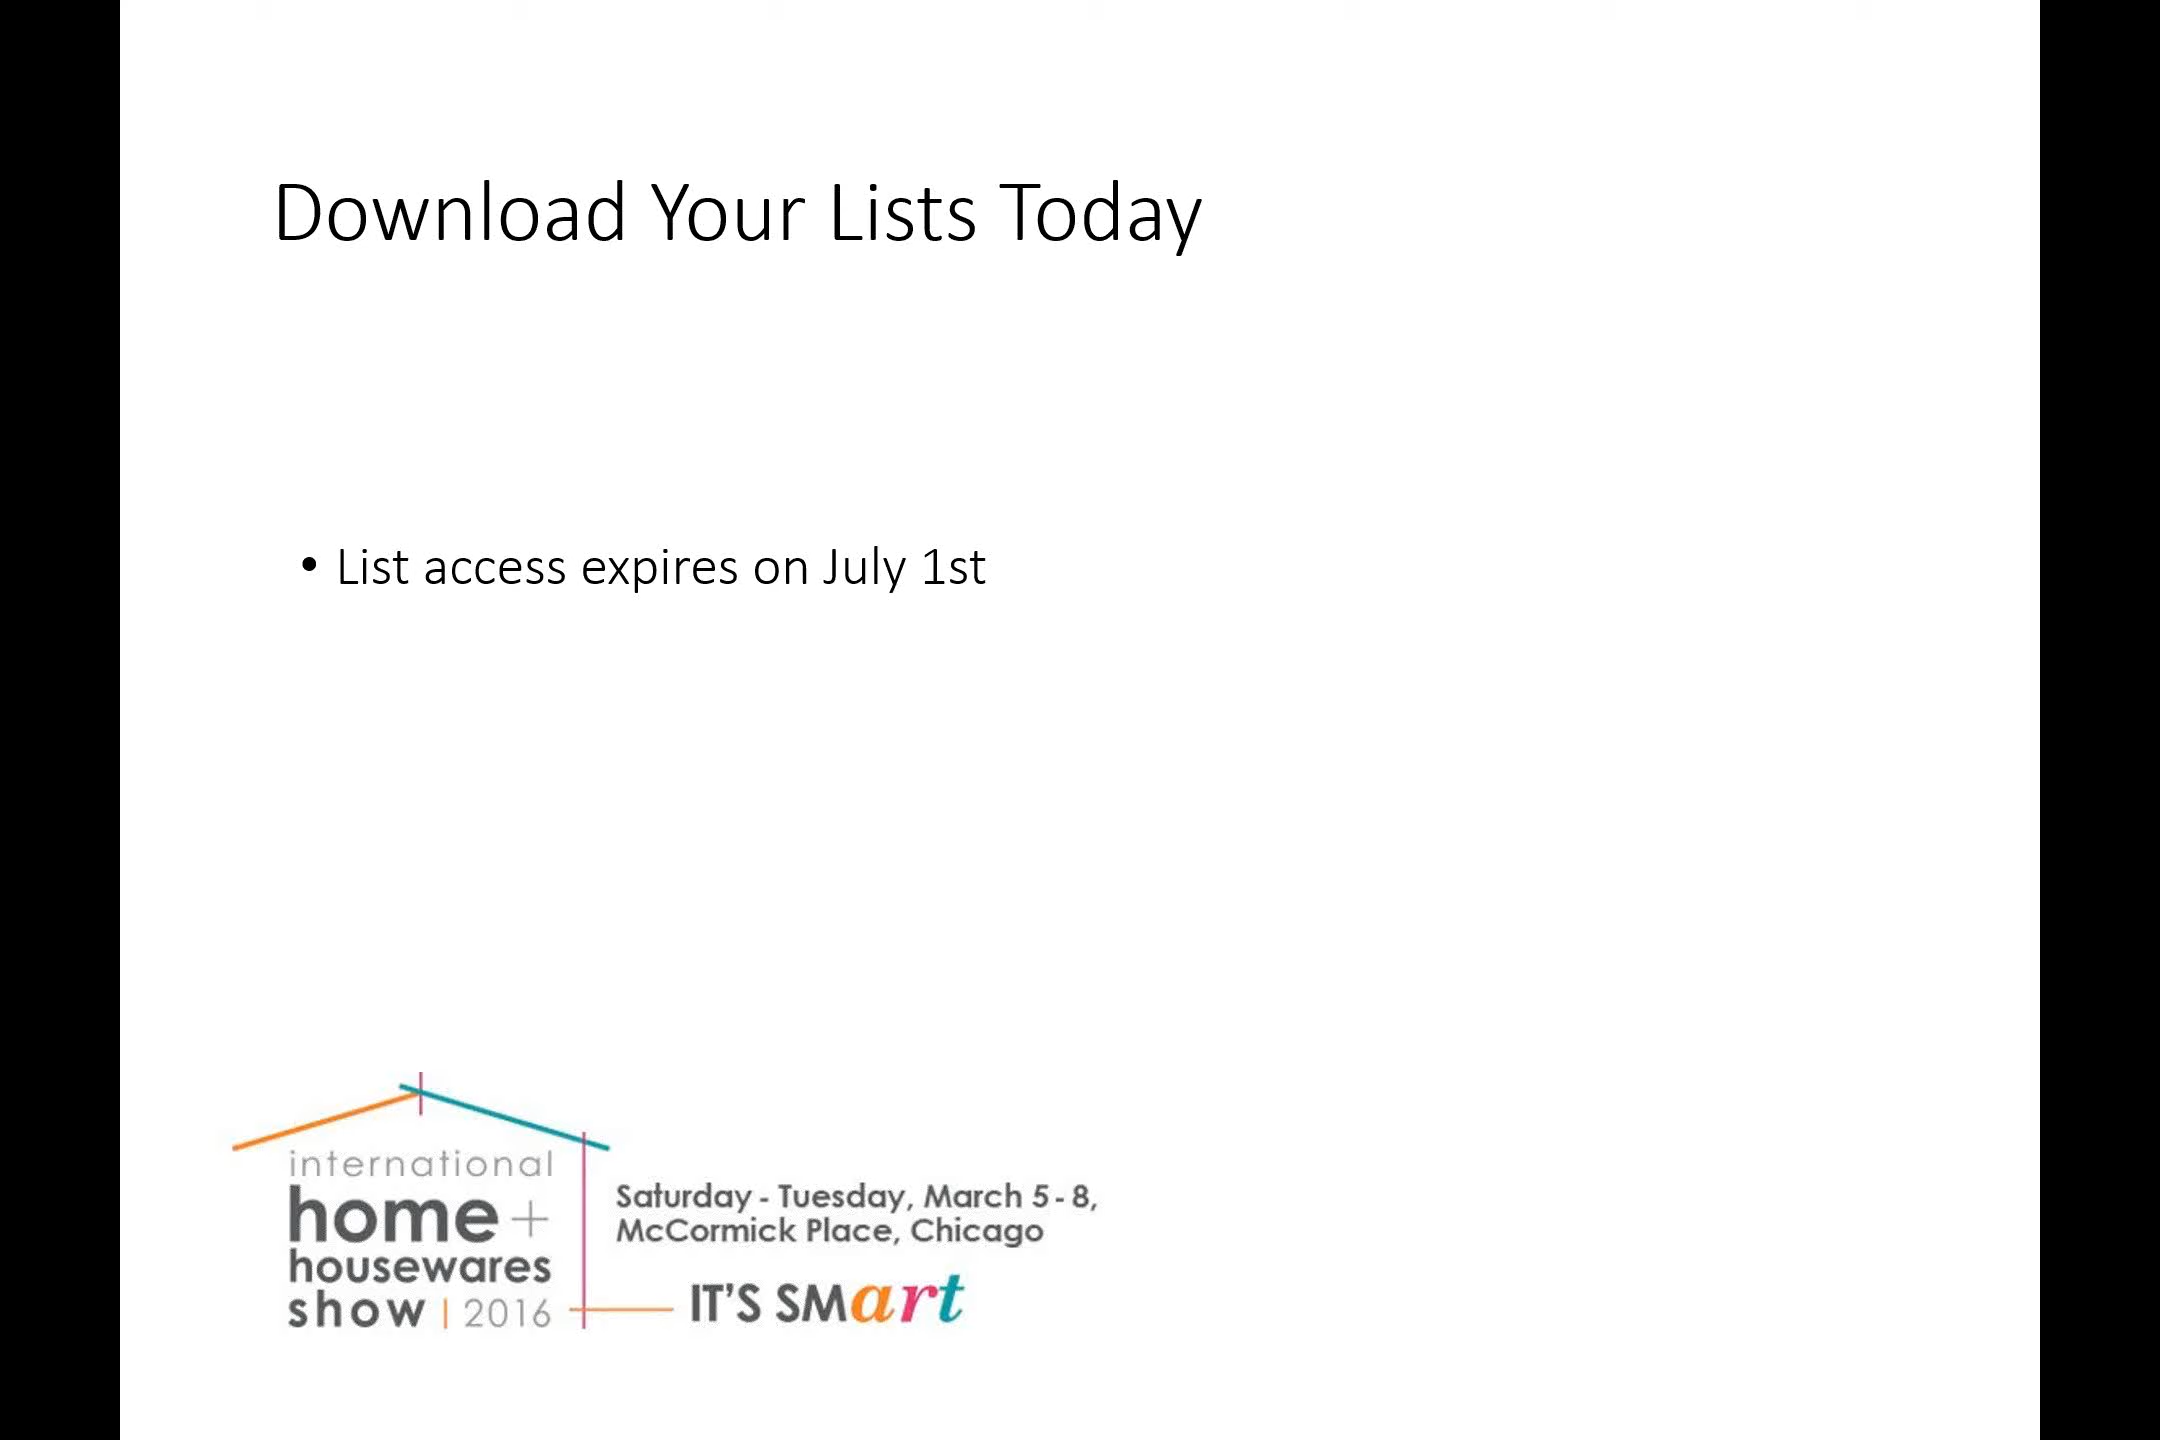 Download Your Lists Today
• List access expires on July 1st
international
home +
housewares
show | 2016
Saturday - Tuesday, March 5 - 8,
McCormick Place, Chicago
IT'S SMart